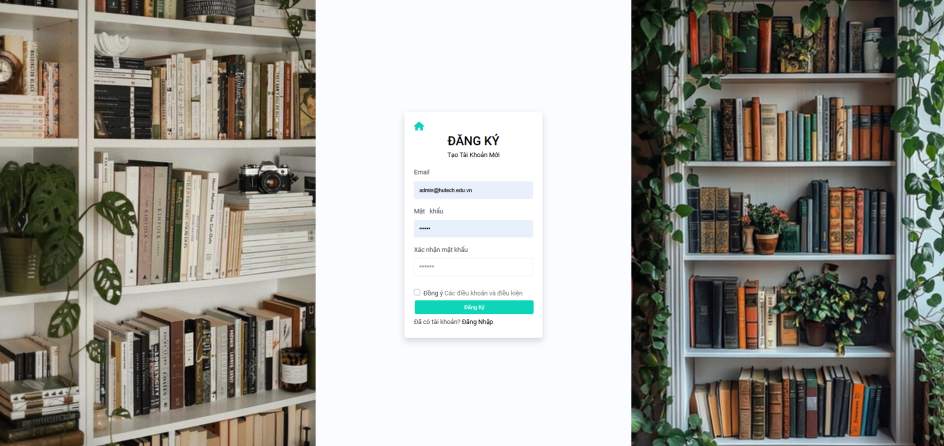 ĐĂNG KÝ
Tạo Tài Khoản Mới
Email
admin@hutech.edu.vn
Mật khẩu
••••••
Xác nhận mật khẩu
******
Đồng ý Các điều khoản và điều kiện
Đăng Ký
Đã có tài khoản? Đăng Nhập